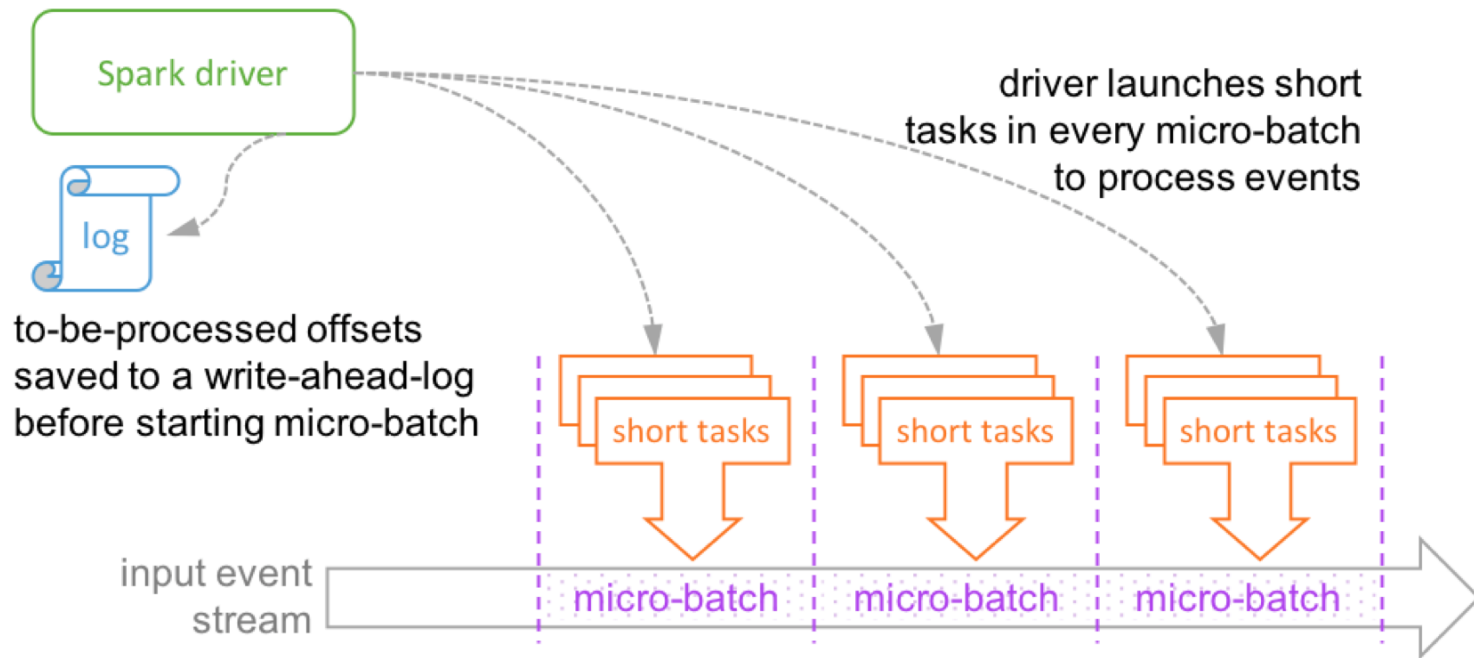 Spark driver
driver launches short
tasks in every micro-batch
to process events
log
to-be-processed offsets
saved to a write-ahead-log
before starting micro-batch
short tasks
short tasks
short tasks
input event
stream
micro-batch
micro-batch
micro-batch